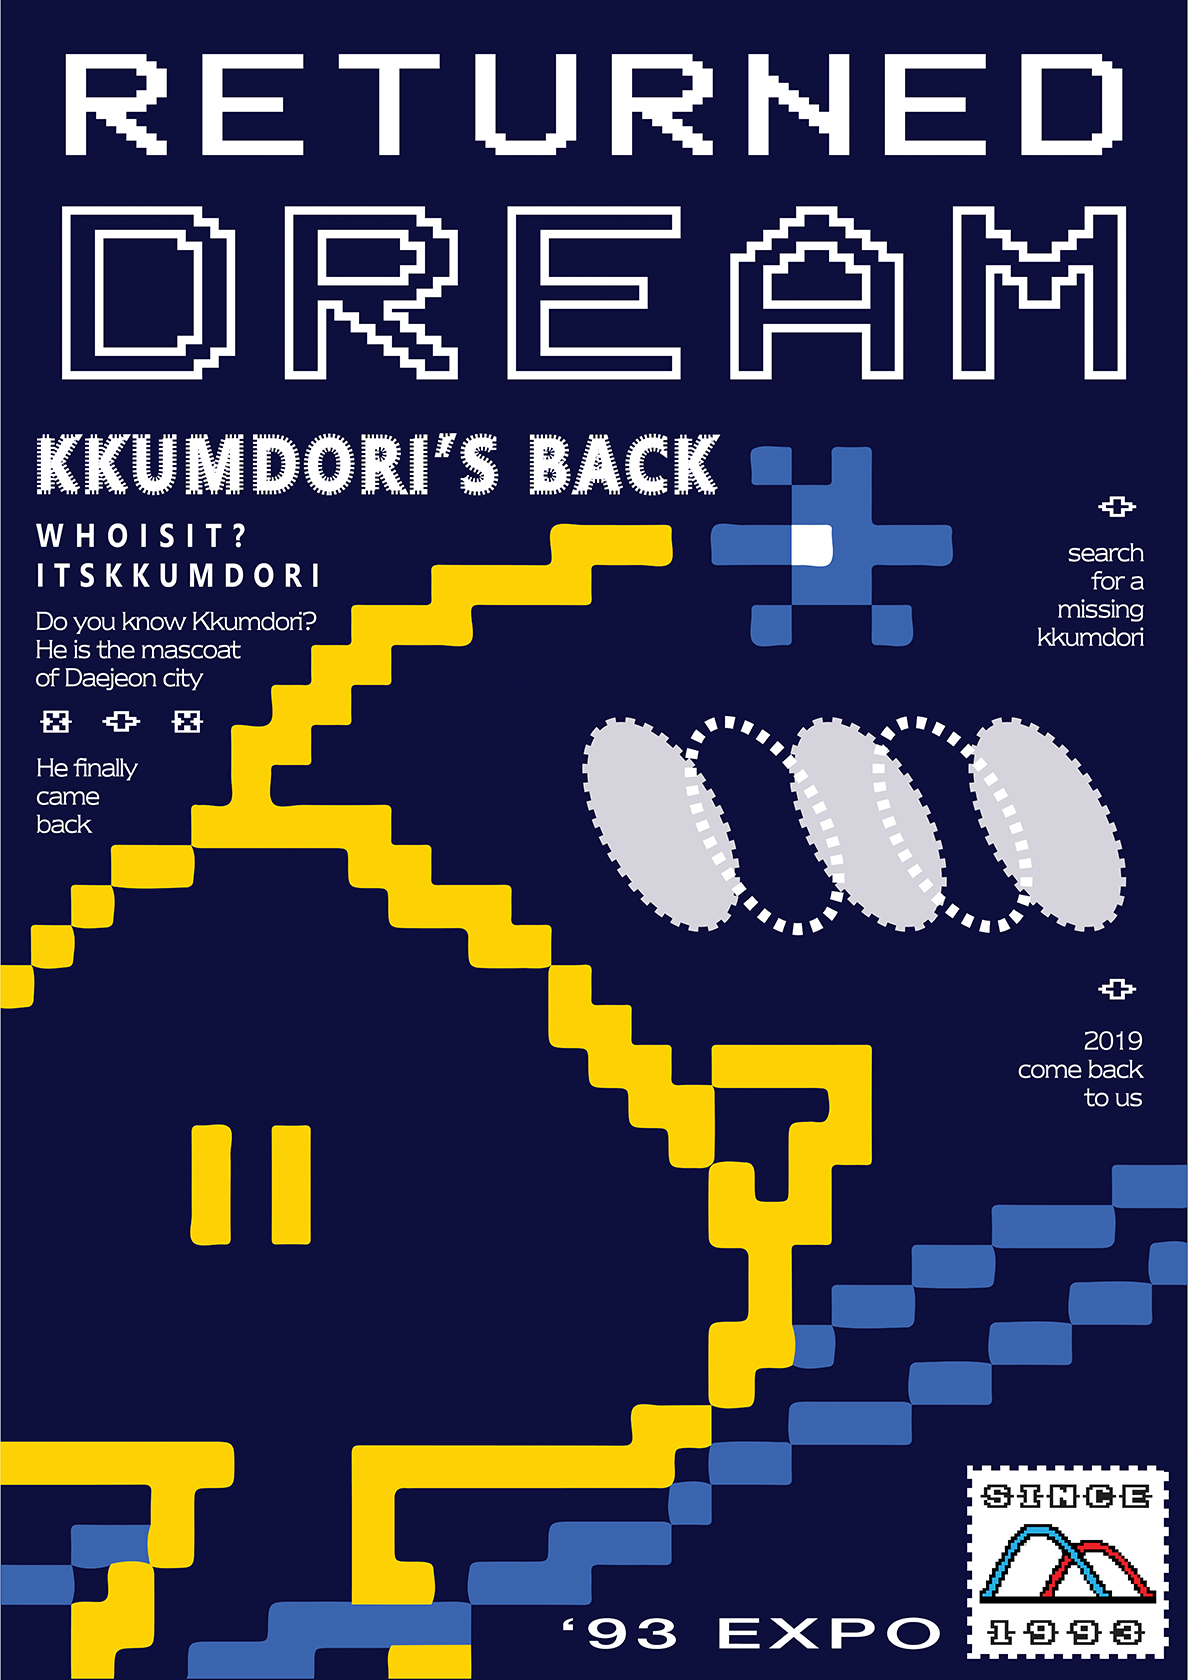 RETURNED
DREAM
KKUMDORI'S BACK
WHOISIT?
ITSKKUMDORI
Do you know Kkumdori?
He is the mascoat
of Daejeon city
He finally
came
back
search
for a
missing
kkumdori
2019
come back
to us
‘93 EXPO
SINCE
1993